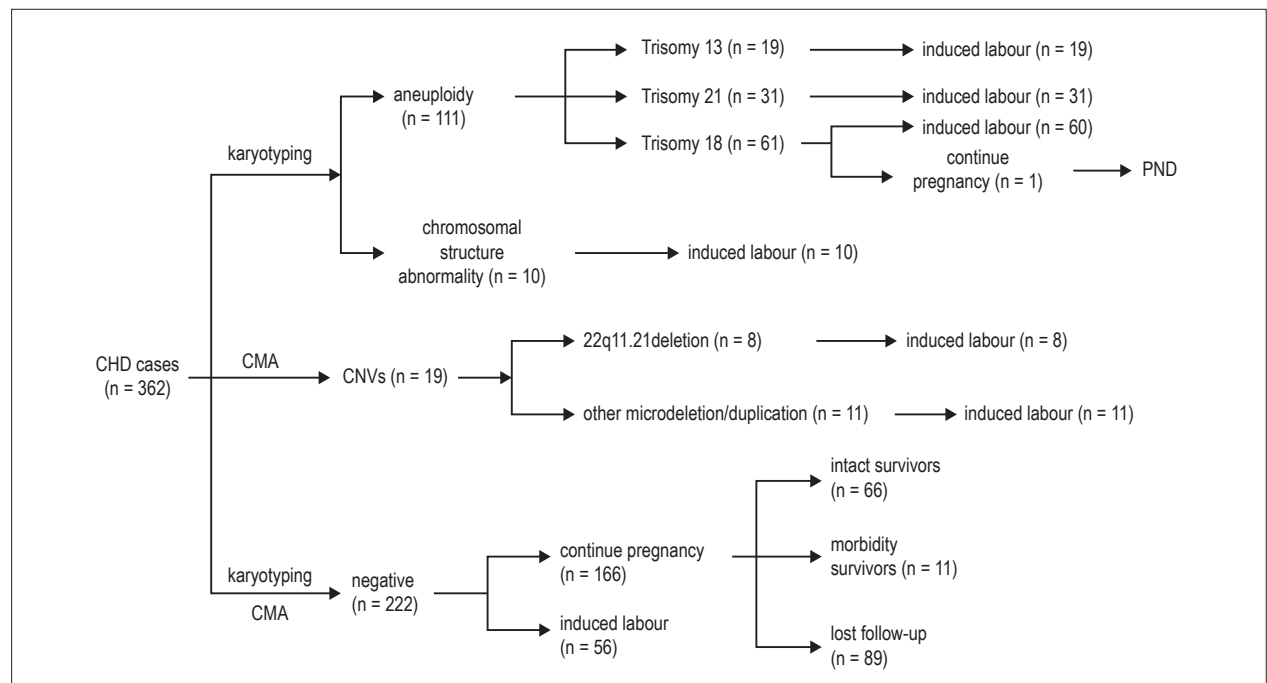 Trisomy 13 (n = 19)
induced labour (n = 19)
aneuploidy
(n = 111)
Trisomy 21 (n = 31)
induced labour (n = 31)
Trisomy 18 (n = 61)
induced labour (n = 60)
continue
pregnancy (n = 1)
PND
karyotyping
chromosomal
structure
abnormality (n = 10)
induced labour (n = 10)
CHD cases
(n = 362)
CMA
CNVs (n = 19)
22q11.21deletion (n = 8)
induced labour (n = 8)
other microdeletion/duplication (n = 11)
induced labour (n = 11)
karyotyping
CMA
negative
(n = 222)
continue pregnancy
(n = 166)
induced labour
(n = 56)
intact survivors
(n = 66)
morbidity
survivors (n = 11)
lost follow-up
(n = 89)